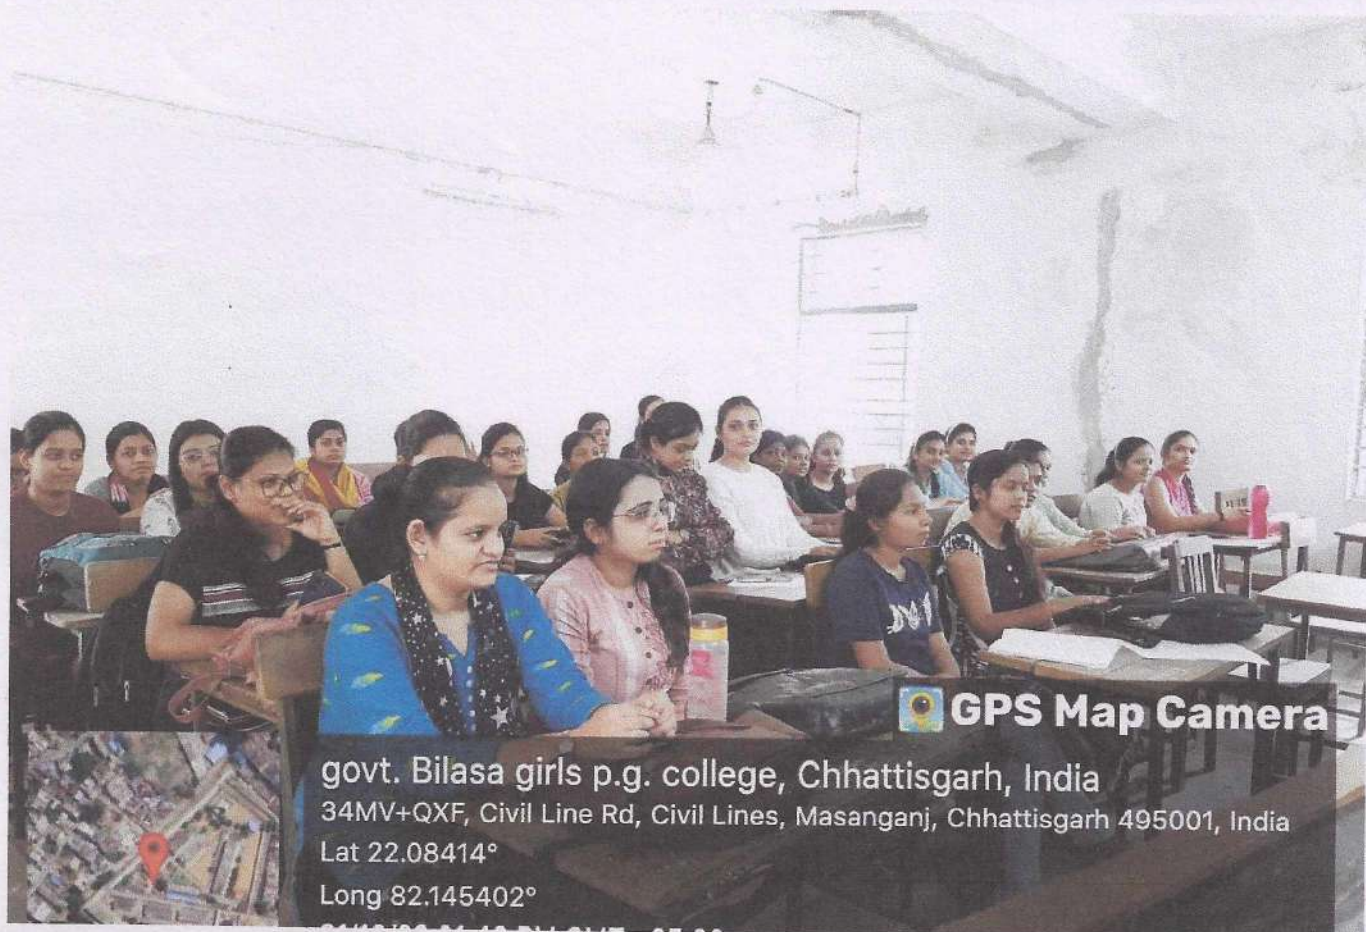 GPS Map Camera
govt. Bilasa girls p.g. college, Chhattisgarh, India
34MV+QXF, Civil Line Rd, Civil Lines, Masanganj, Chhattisgarh 495001, India
Lat 22.08414°
Long 82.145402°